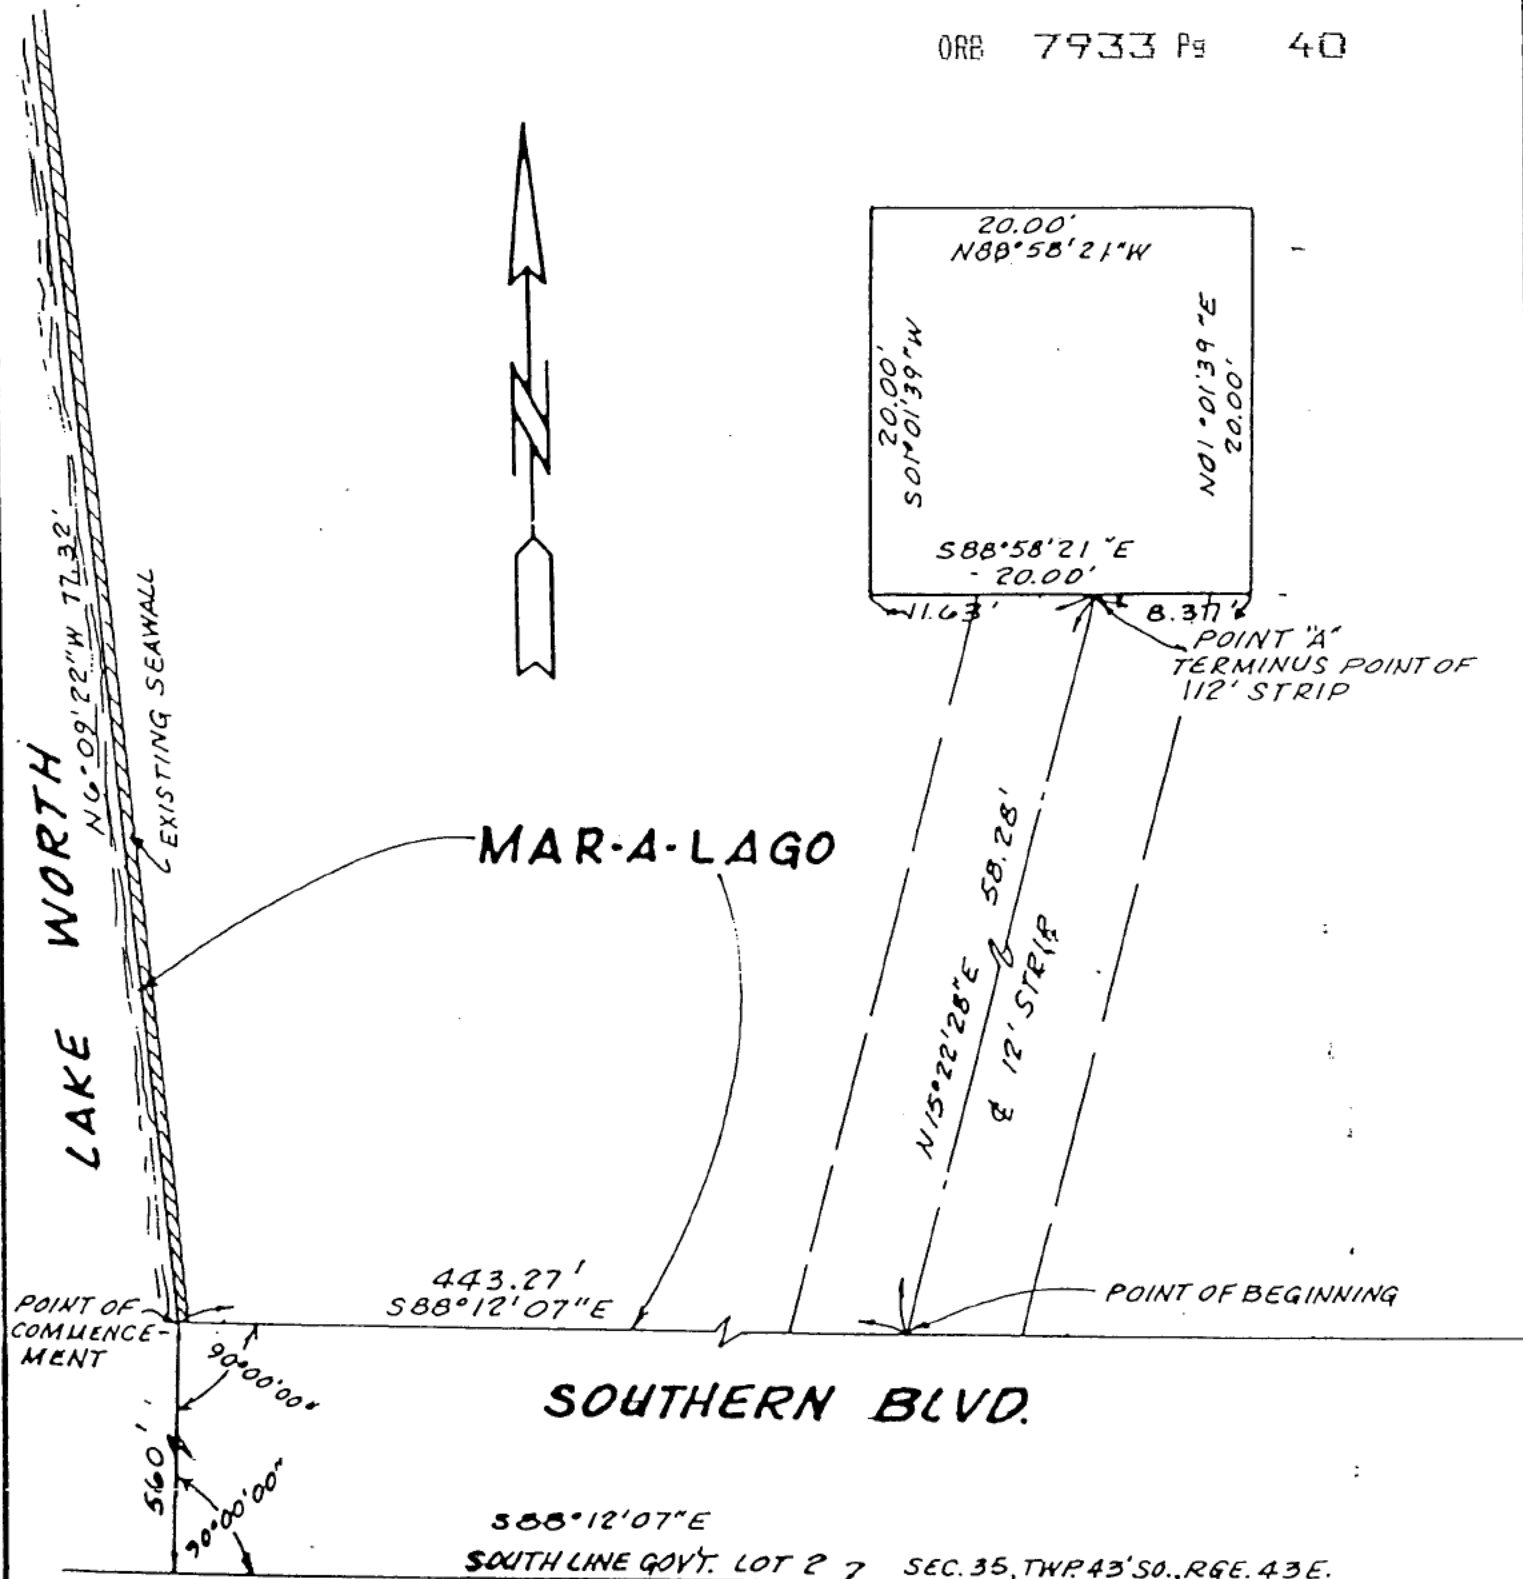 ORB 7933 Pg 40
20.00'
N88°58'21"W
20.00'
S01°01'39"W
N01°01'39"E
20.00'
S88°58'21"E
20.00'
11.63'
8.37'
POINT "A"
TERMINUS POINT OF
12' STRIP
N6°09'22"W 77.32'
EXISTING SEAWALL
LAKE WORTH
MAR-A-LAGO
N15°22'28"E 58.28'
℄ 12' STRIP
443.27'
S88°12'07"E
POINT OF BEGINNING
POINT OF
COMMENCE-
MENT
90°00'00"
SOUTHERN BLVD.
560'
90°00'00"
S88°12'07"E
SOUTH LINE GOV'T. LOT 2
SEC. 35, TWP. 43' SO., RGE. 43 E.